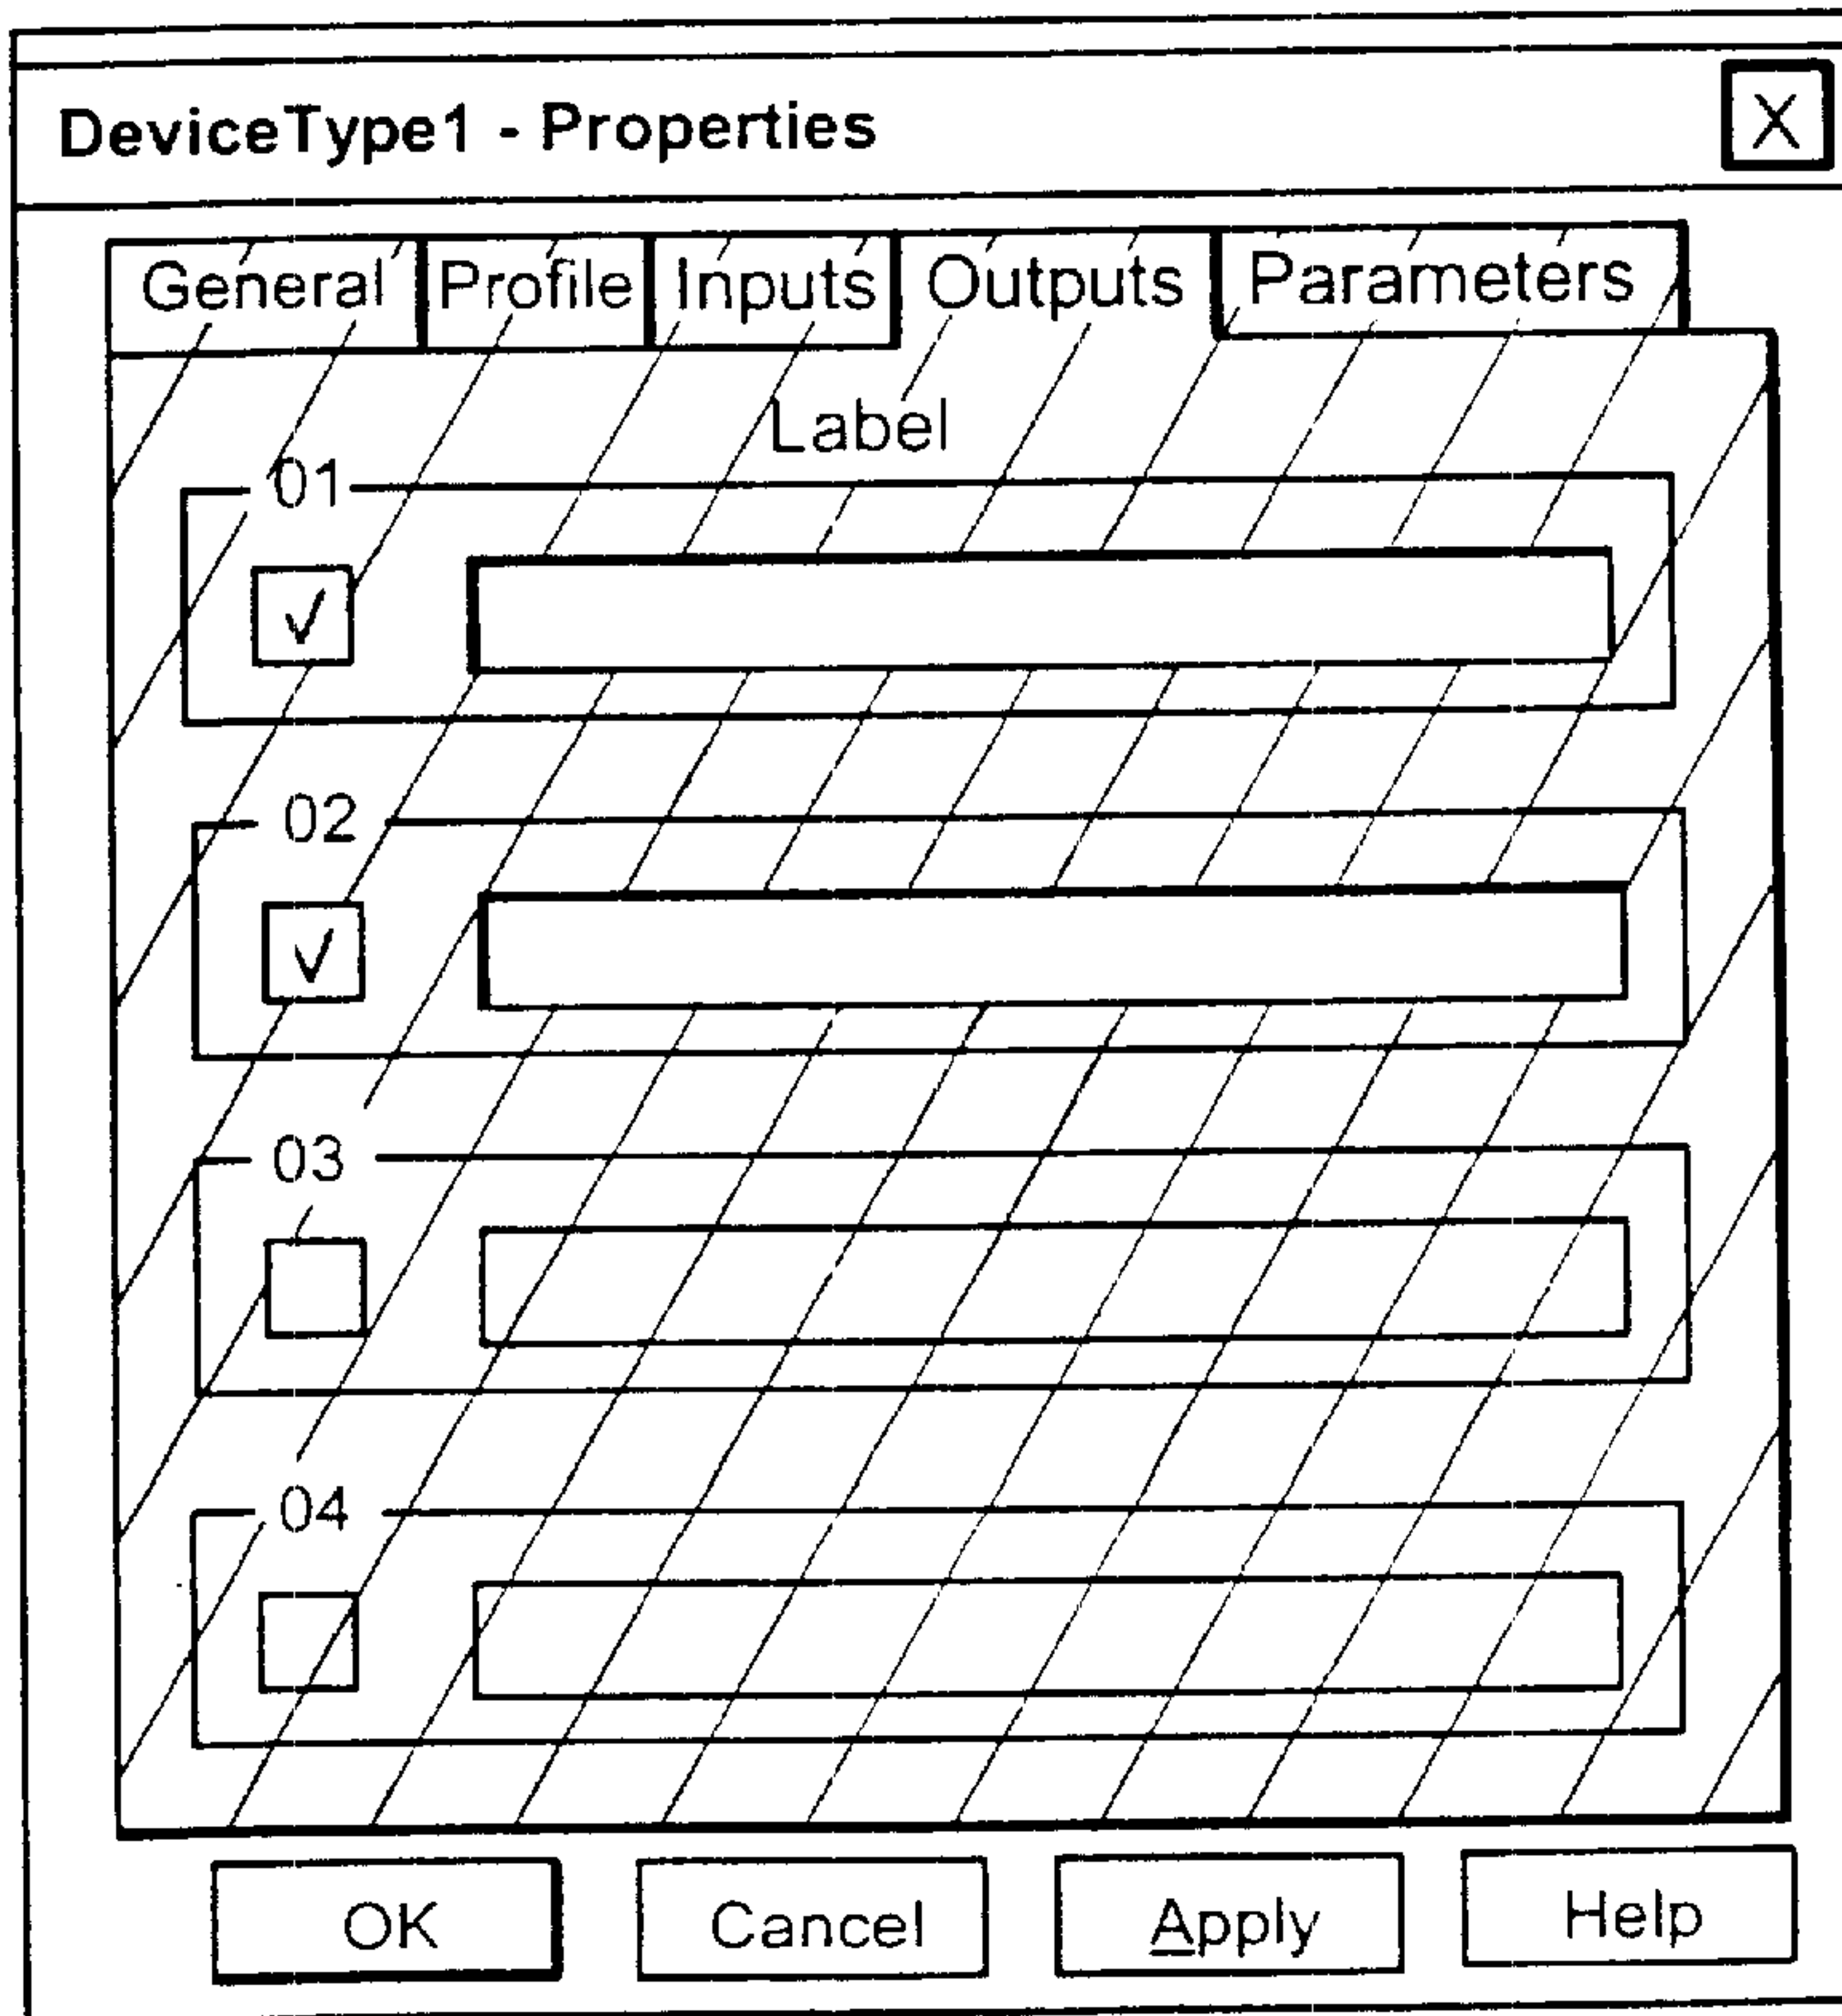 DeviceType1 - Properties X
General Profile Inputs Outputs Parameters
Label
01
02
03
04
OK Cancel Apply Help